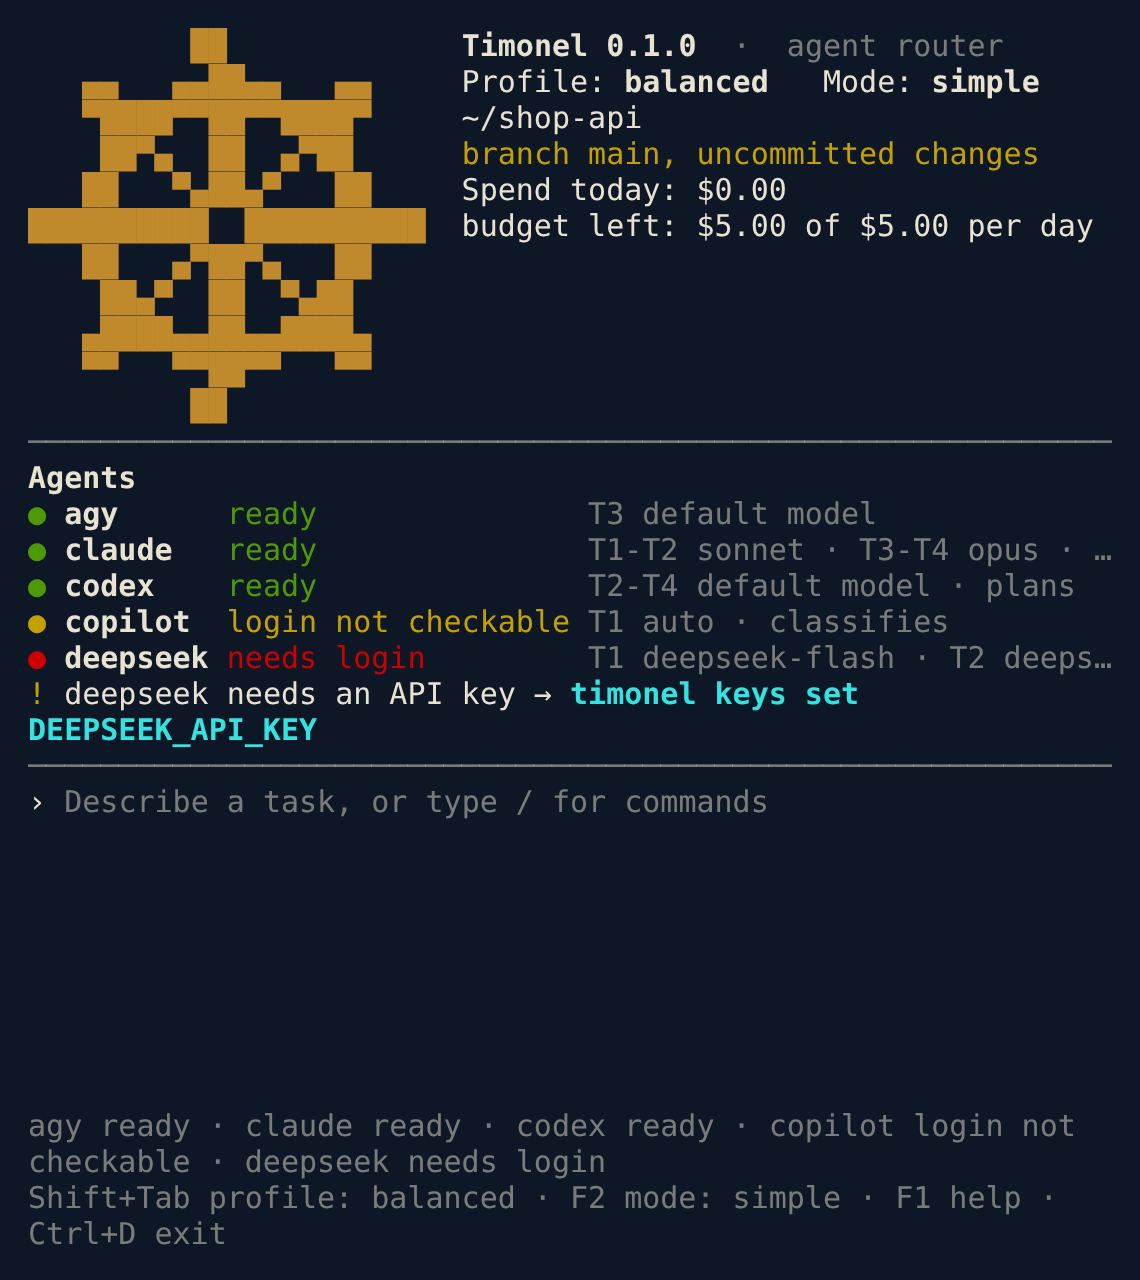 Timonel 0.1.0 · agent router
Profile: balanced Mode: simple
~/shop-api
branch main, uncommitted changes
Spend today: $0.00
budget left: $5.00 of $5.00 per day
Agents
● agy ready T3 default model
● claude ready T1-T2 sonnet · T3-T4 opus · …
● codex ready T2-T4 default model · plans
● copilot login not checkable T1 auto · classifies
● deepseek needs login T1 deepseek-flash · T2 deeps…
! deepseek needs an API key → timonel keys set
DEEPSEEK_API_KEY
› Describe a task, or type / for commands
agy ready · claude ready · codex ready · copilot login not
checkable · deepseek needs login
Shift+Tab profile: balanced · F2 mode: simple · F1 help ·
Ctrl+D exit